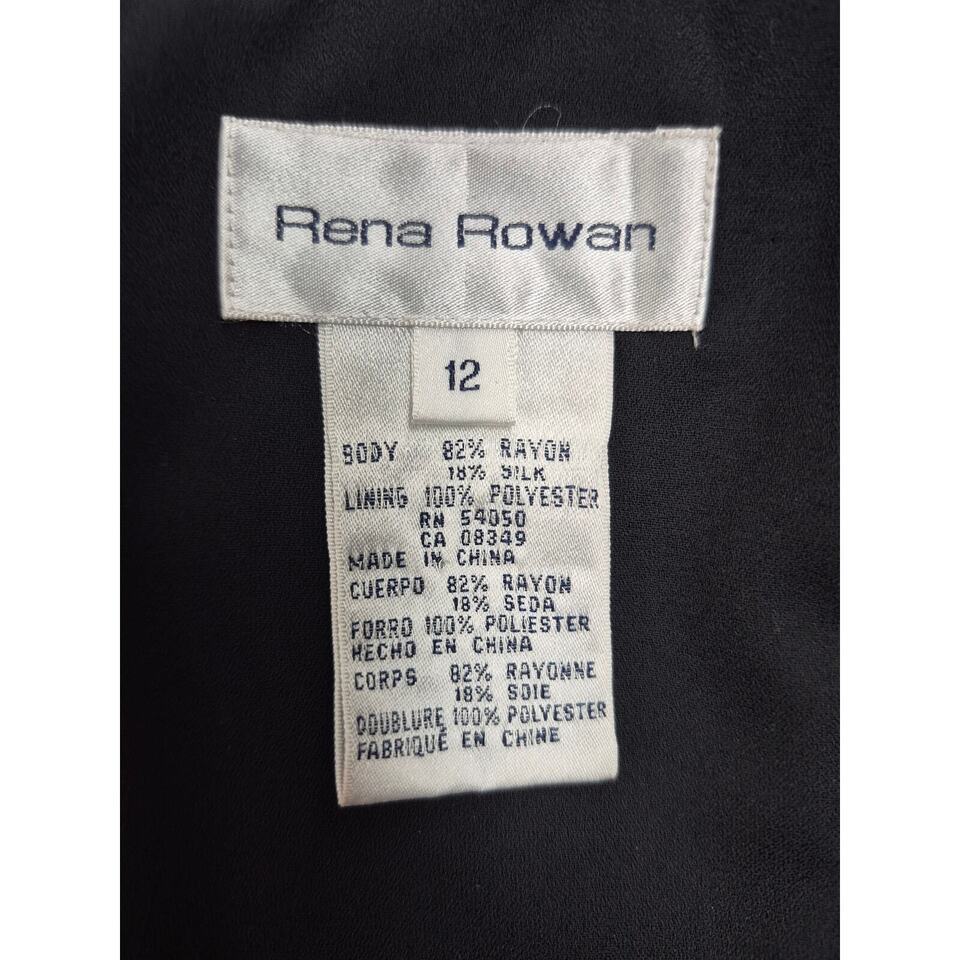 Rena Rowan
12
BODY 82% RAYON
18% SILK
LINING 100% POLYESTER
RN 54050
CA 08349
MADE IN CHINA
CUERPO 82% RAYON
18% SEDA
FORRO 100% POLIESTER
HECHO EN CHINA
CORPS 82% RAYONNE
18% SOIE
DOUBLURE 100% POLYESTER
FABRIQUÉ EN CHINE